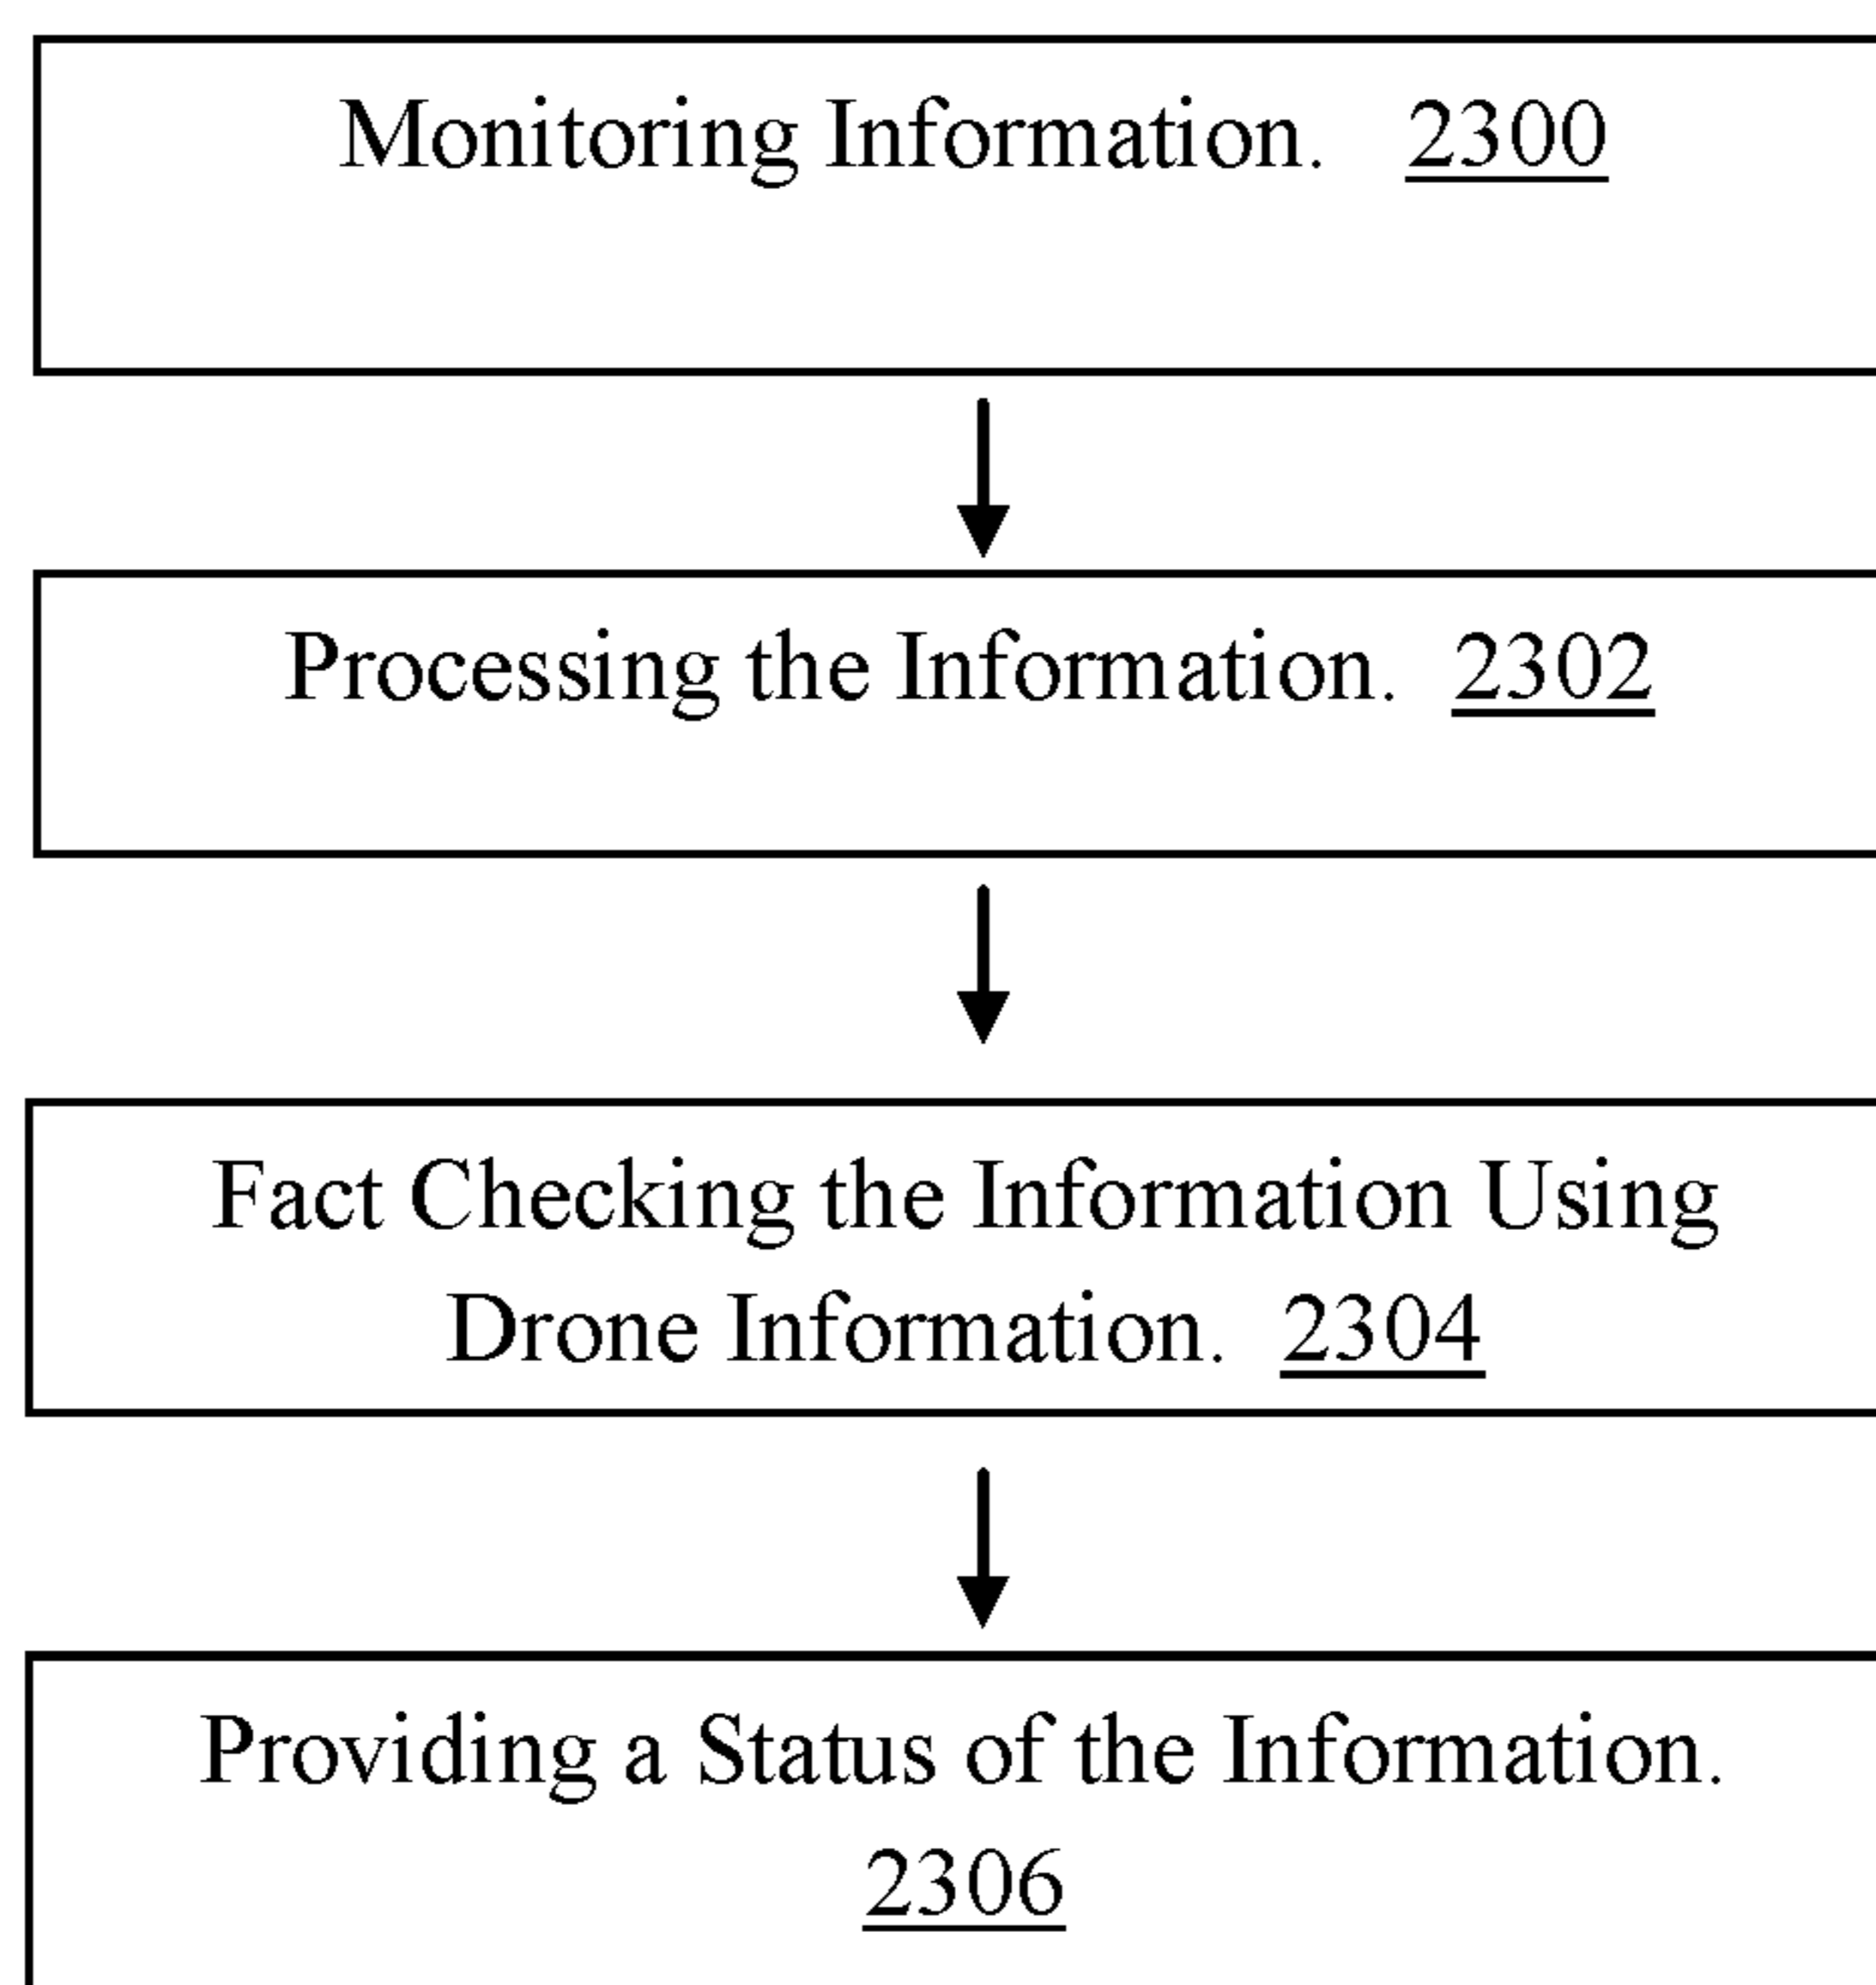 Monitoring Information. 2300
Processing the Information. 2302
Fact Checking the Information Using
Drone Information. 2304
Providing a Status of the Information.
2306